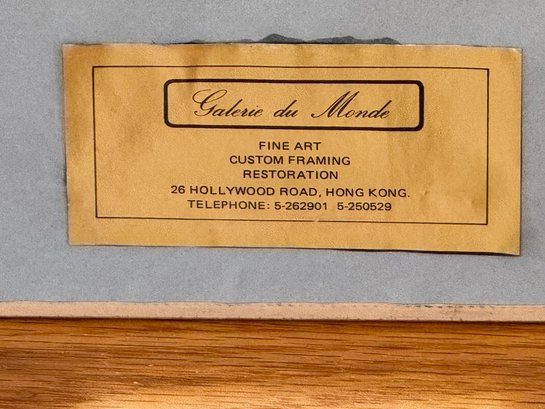 Galerie du Monde
FINE ART
CUSTOM FRAMING
RESTORATION
26 HOLLYWOOD ROAD, HONG KONG.
TELEPHONE: 5-262901 5-250529